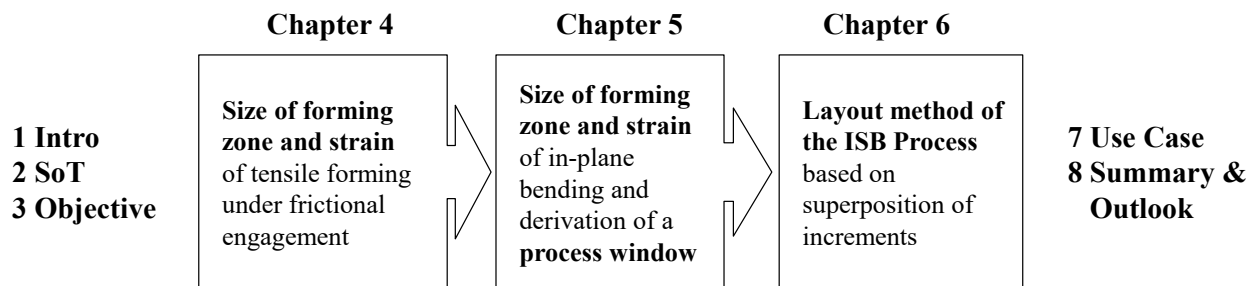 Chapter 4
Chapter 5
Chapter 6
1 Intro
2 SoT
3 Objective
Size of forming
zone and strain
of tensile forming
under frictional
engagement
Size of forming
zone and strain
of in-plane
bending and
derivation of a
process window
Layout method of
the ISB Process
based on
superposition of
increments
7 Use Case
8 Summary &
Outlook